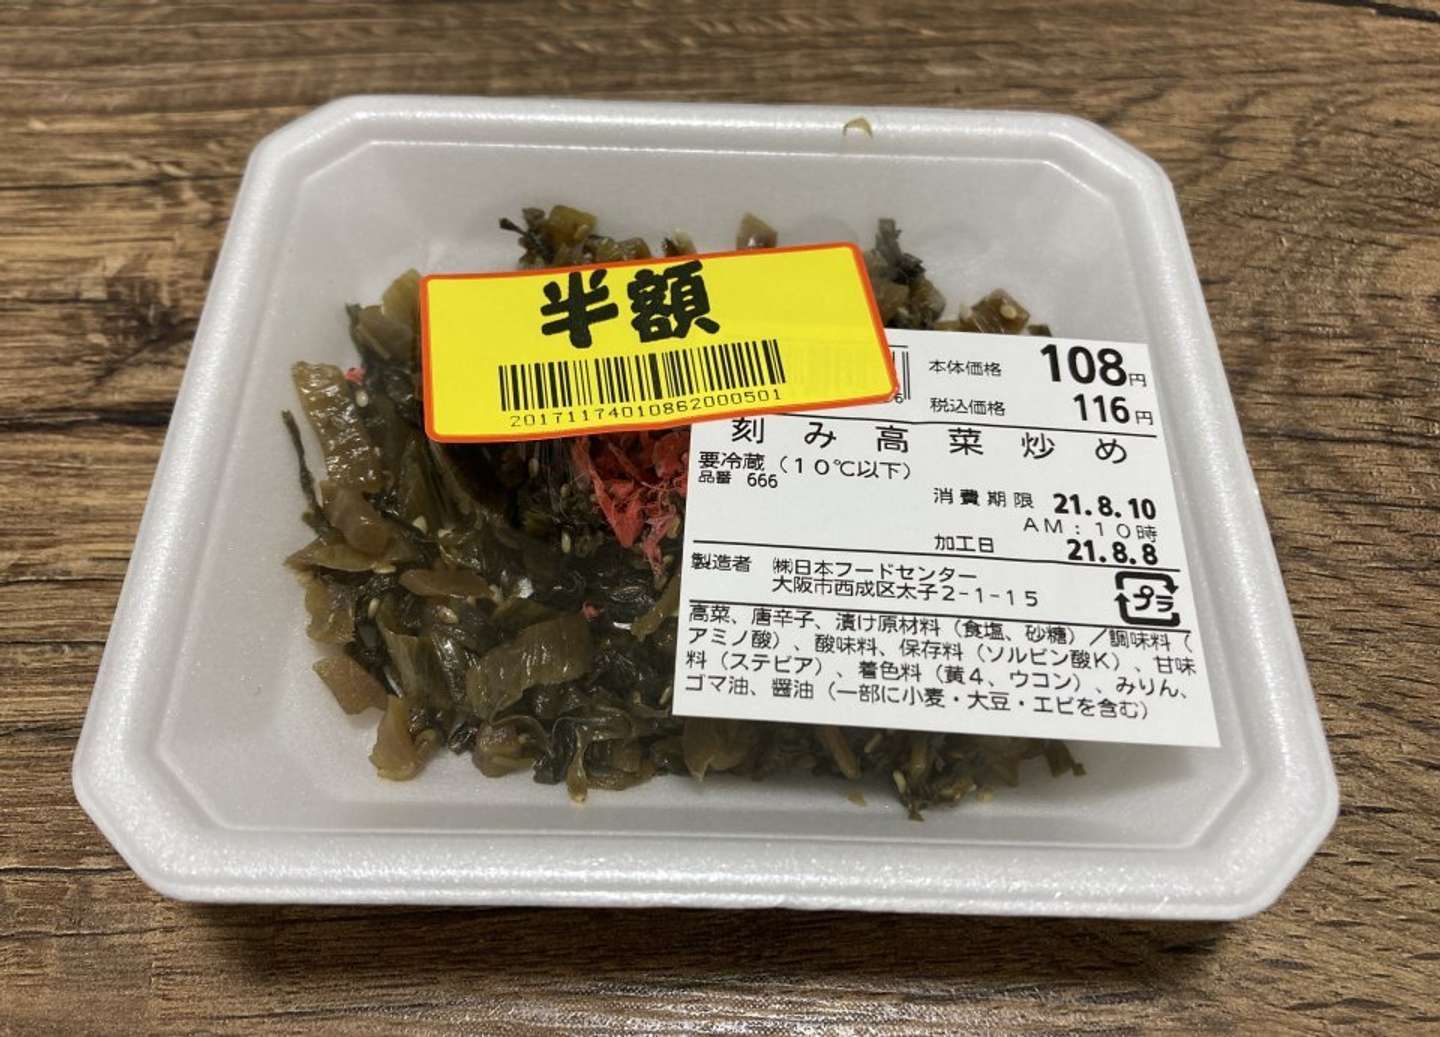 半額
201711174010862000501
6
本体価格 108円
税込価格 116円
刻み高菜炒め
要冷蔵(10℃以下)
品番 666
消費期限 21.8.10
AM:10時
加工日 21.8.8
製造者 ㈱日本フードセンター
大阪市西成区太子2-1-15
プラ
高菜、唐辛子、漬け原材料(食塩、砂糖)/調味料(
アミノ酸)、酸味料、保存料(ソルビン酸K)、甘味
料(ステビア)、着色料(黄4、ウコン)、みりん、
ゴマ油、醤油(一部に小麦・大豆・エビを含む)